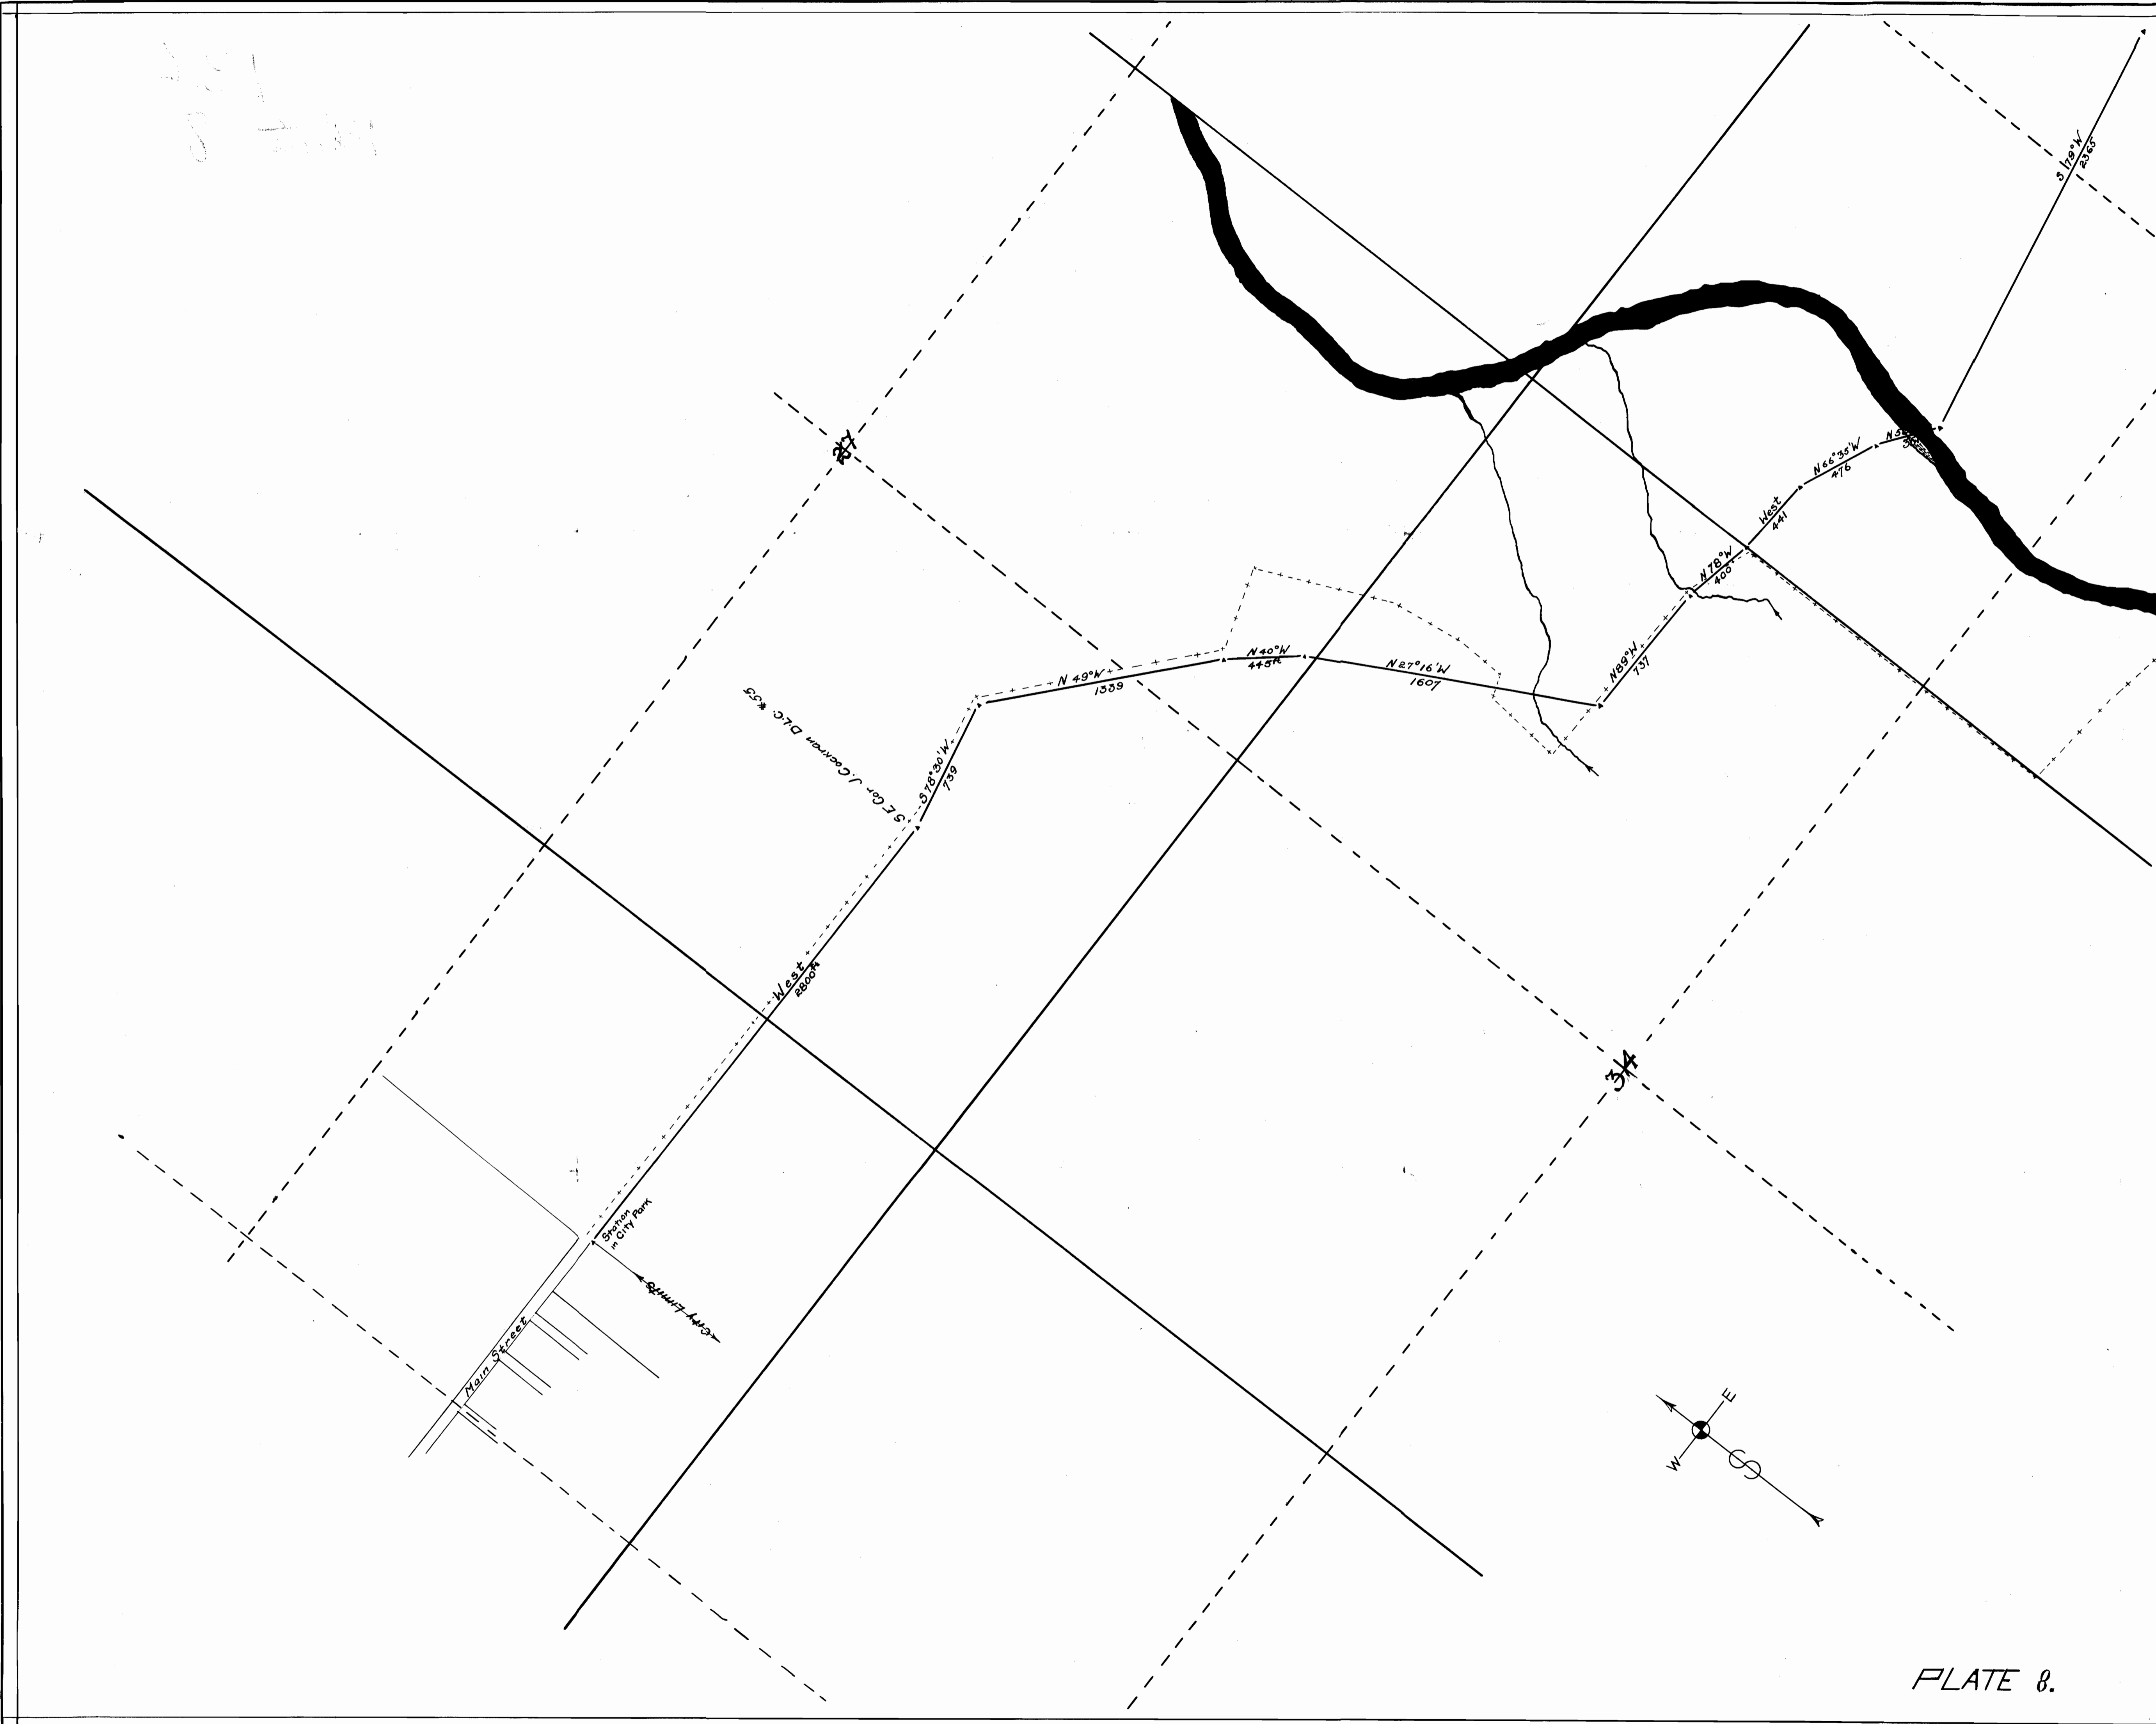 S 79° W
2365
27
N 66° 35' W
476
West
441
N 78° W
400
N 89° W
737
N 27° 16' W
1607
N 40° W
445 ft
N 49° W
1339
S 78° 30' W
739
S E Cor J. Cockran D.L.C. #55
West
2800 ft
34
Station
in City Park
City Limits
Main Street
E
W
S
PLATE 8.